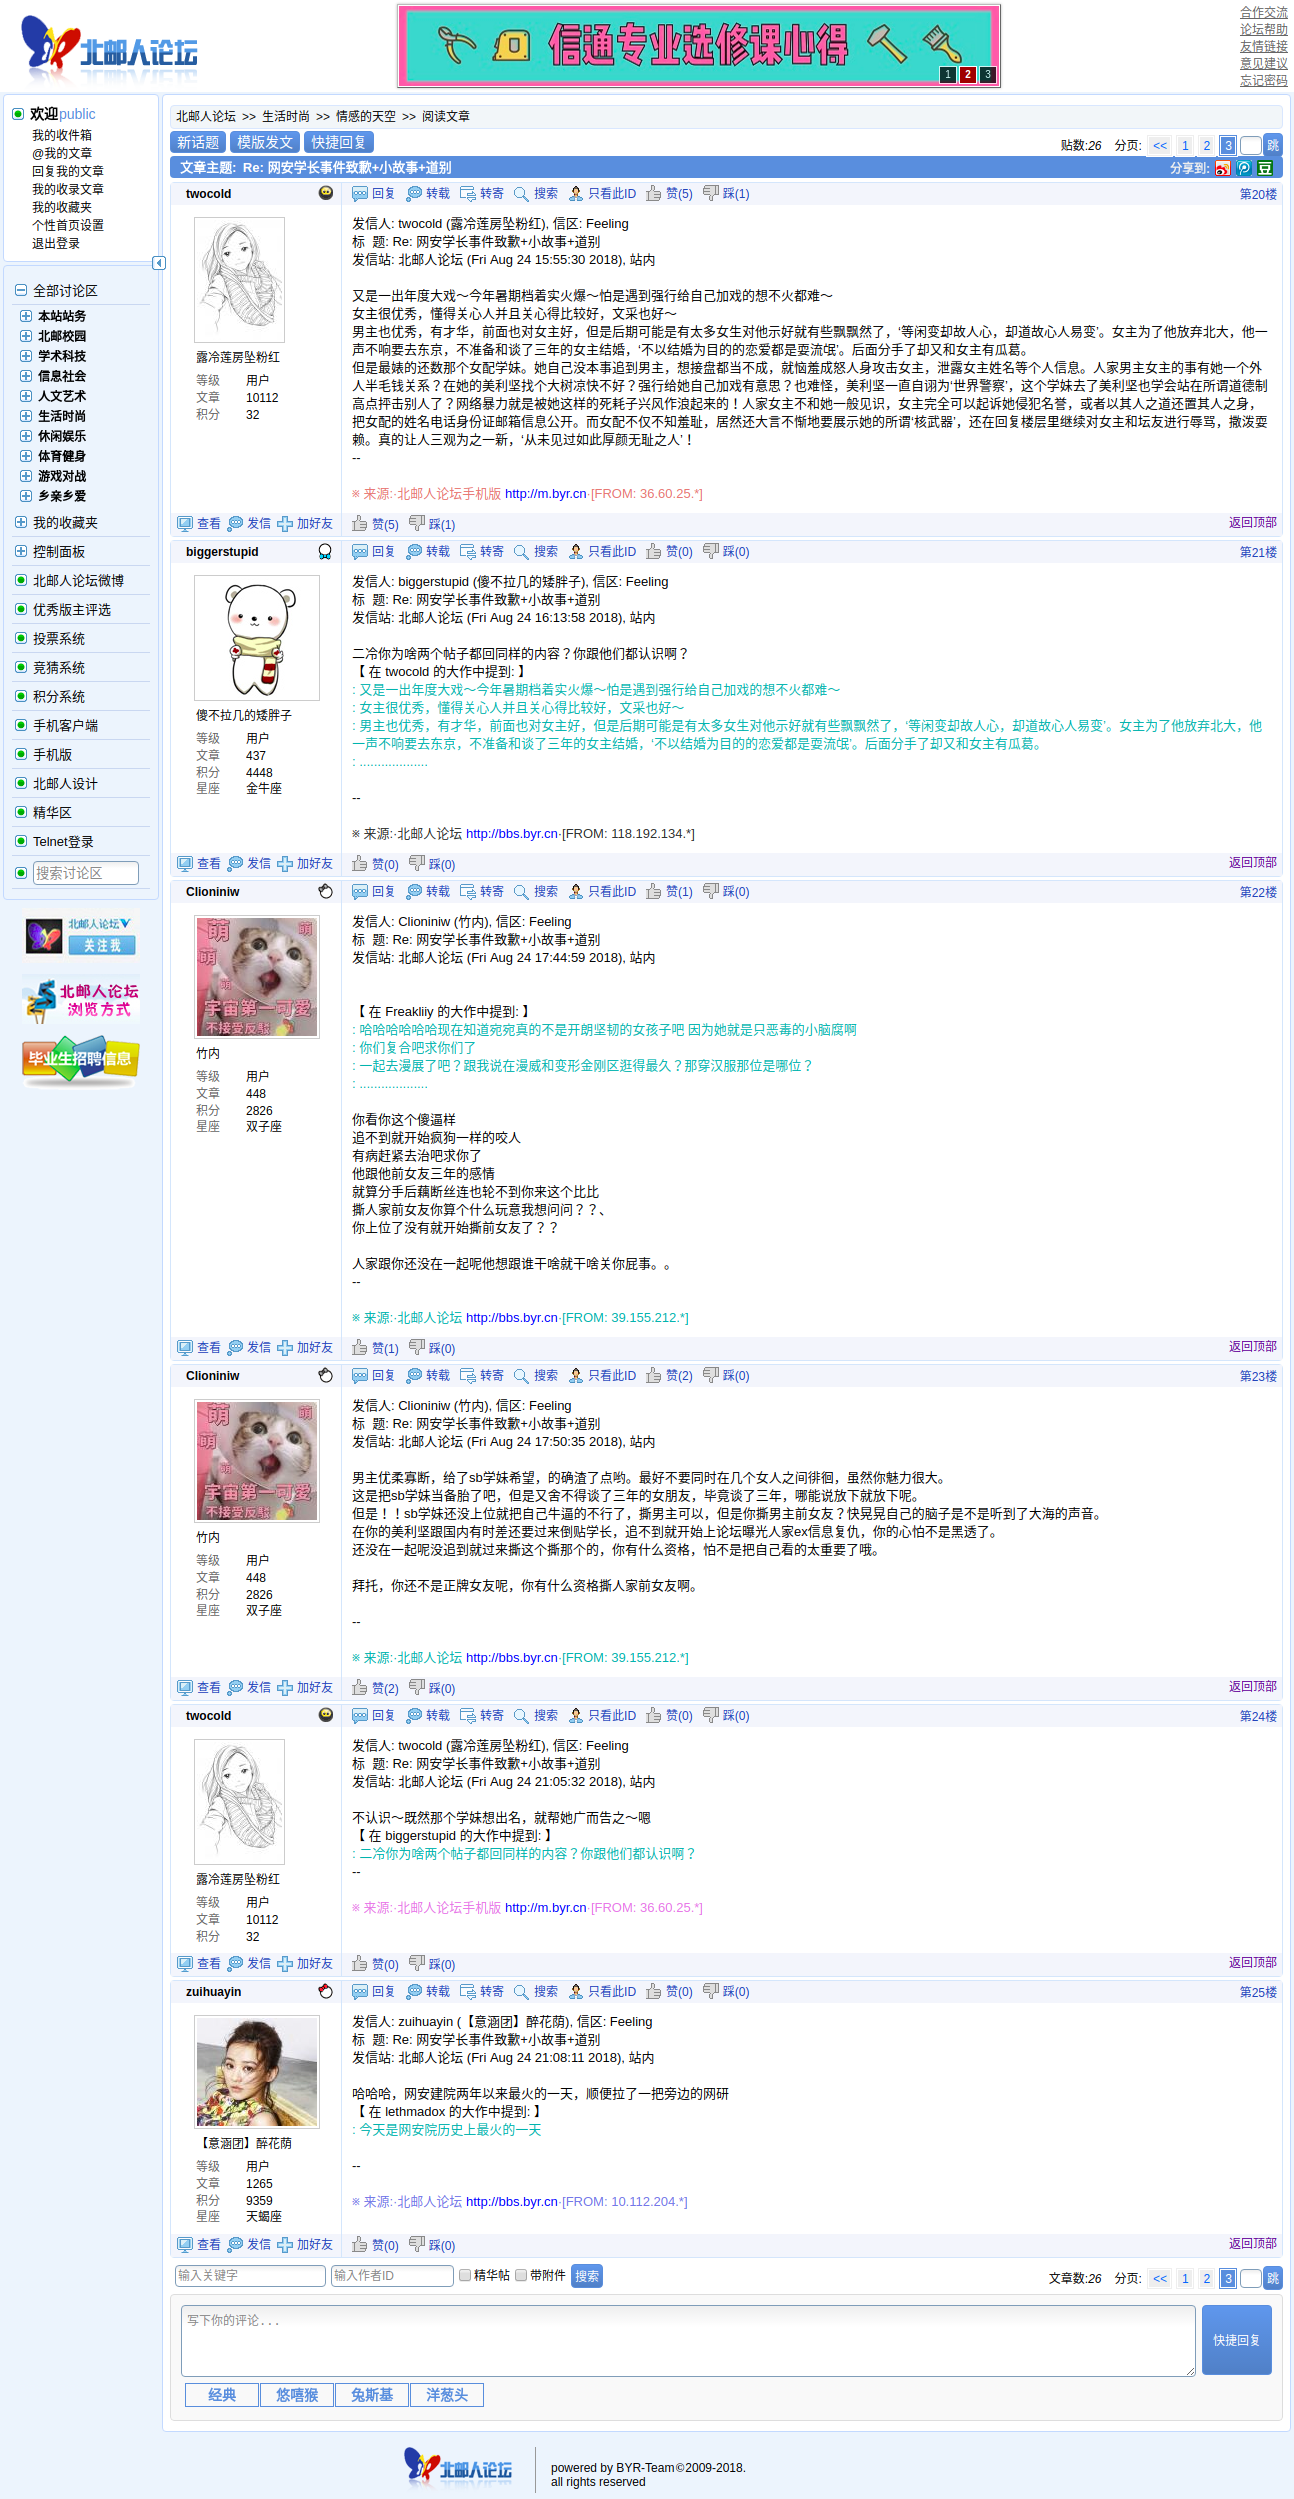 北邮人论坛
信通专业选修课心得
1 2 3
合作交流
论坛帮助
友情链接
意见建议
忘记密码
欢迎public
我的收件箱
@我的文章
回复我的文章
我的收录文章
我的收藏夹
个性首页设置
退出登录
全部讨论区
本站站务
北邮校园
学术科技
信息社会
人文艺术
生活时尚
休闲娱乐
体育健身
游戏对战
乡亲乡爱
我的收藏夹
控制面板
北邮人论坛微博
优秀版主评选
投票系统
竞猜系统
积分系统
手机客户端
手机版
北邮人设计
精华区
Telnet登录
搜索讨论区
北邮人论坛
关注我
北邮人论坛
浏览方式
毕业生招聘信息
北邮人论坛 >> 生活时尚 >> 情感的天空 >> 阅读文章
新话题 模版发文 快捷回复
贴数:26 分页: << 1 2 3 跳
文章主题: Re: 网安学长事件致歉+小故事+道别
分享到: 豆
twocold
回复 转载 转寄 搜索 只看此ID 赞(5) 踩(1) 第20楼
露冷莲房坠粉红
等级 用户
文章 10112
积分 32
发信人: twocold (露冷莲房坠粉红), 信区: Feeling
标 题: Re: 网安学长事件致歉+小故事+道别
发信站: 北邮人论坛 (Fri Aug 24 15:55:30 2018), 站内
又是一出年度大戏～今年暑期档着实火爆～怕是遇到强行给自己加戏的想不火都难～
女主很优秀，懂得关心人并且关心得比较好，文采也好～
男主也优秀，有才华，前面也对女主好，但是后期可能是有太多女生对他示好就有些飘飘然了，‘等闲变却故人心，却道故心人易变’。女主为了他放弃北大，他一
声不响要去东京，不准备和谈了三年的女主结婚，‘不以结婚为目的的恋爱都是耍流氓’。后面分手了却又和女主有瓜葛。
但是最婊的还数那个女配学妹。她自己没本事追到男主，想接盘都当不成，就恼羞成怒人身攻击女主，泄露女主姓名等个人信息。人家男主女主的事有她一个外
人半毛钱关系？在她的美利坚找个大树凉快不好？强行给她自己加戏有意思？也难怪，美利坚一直自诩为‘世界警察’，这个学妹去了美利坚也学会站在所谓道德制
高点抨击别人了？网络暴力就是被她这样的死耗子兴风作浪起来的！人家女主不和她一般见识，女主完全可以起诉她侵犯名誉，或者以其人之道还置其人之身，
把女配的姓名电话身份证邮箱信息公开。而女配不仅不知羞耻，居然还大言不惭地要展示她的所谓‘核武器’，还在回复楼层里继续对女主和坛友进行辱骂，撒泼耍
赖。真的让人三观为之一新，‘从未见过如此厚颜无耻之人’！
--
※ 来源:·北邮人论坛手机版 http://m.byr.cn·[FROM: 36.60.25.*]
查看 发信 加好友 赞(5) 踩(1) 返回顶部
biggerstupid
回复 转载 转寄 搜索 只看此ID 赞(0) 踩(0) 第21楼
傻不拉几的矮胖子
等级 用户
文章 437
积分 4448
星座 金牛座
发信人: biggerstupid (傻不拉几的矮胖子), 信区: Feeling
标 题: Re: 网安学长事件致歉+小故事+道别
发信站: 北邮人论坛 (Fri Aug 24 16:13:58 2018), 站内
二冷你为啥两个帖子都回同样的内容？你跟他们都认识啊？
【 在 twocold 的大作中提到: 】
: 又是一出年度大戏～今年暑期档着实火爆～怕是遇到强行给自己加戏的想不火都难～
: 女主很优秀，懂得关心人并且关心得比较好，文采也好～
: 男主也优秀，有才华，前面也对女主好，但是后期可能是有太多女生对他示好就有些飘飘然了，‘等闲变却故人心，却道故心人易变’。女主为了他放弃北大，他
一声不响要去东京，不准备和谈了三年的女主结婚，‘不以结婚为目的的恋爱都是耍流氓’。后面分手了却又和女主有瓜葛。
: ...................
--
※ 来源:·北邮人论坛 http://bbs.byr.cn·[FROM: 118.192.134.*]
查看 发信 加好友 赞(0) 踩(0) 返回顶部
Clioniniw
回复 转载 转寄 搜索 只看此ID 赞(1) 踩(0) 第22楼
萌 萌
萌
萌
宇宙第一可爱
不接受反駁
竹内
等级 用户
文章 448
积分 2826
星座 双子座
发信人: Clioniniw (竹内), 信区: Feeling
标 题: Re: 网安学长事件致歉+小故事+道别
发信站: 北邮人论坛 (Fri Aug 24 17:44:59 2018), 站内
【 在 Freakliiy 的大作中提到: 】
: 哈哈哈哈哈哈现在知道宛宛真的不是开朗坚韧的女孩子吧 因为她就是只恶毒的小脑腐啊
: 你们复合吧求你们了
: 一起去漫展了吧？跟我说在漫威和变形金刚区逛得最久？那穿汉服那位是哪位？
: ...................
你看你这个傻逼样
追不到就开始疯狗一样的咬人
有病赶紧去治吧求你了
他跟他前女友三年的感情
就算分手后藕断丝连也轮不到你来这个比比
撕人家前女友你算个什么玩意我想问问？？、
你上位了没有就开始撕前女友了？？
人家跟你还没在一起呢他想跟谁干啥就干啥关你屁事。。
--
※ 来源:·北邮人论坛 http://bbs.byr.cn·[FROM: 39.155.212.*]
查看 发信 加好友 赞(1) 踩(0) 返回顶部
Clioniniw
回复 转载 转寄 搜索 只看此ID 赞(2) 踩(0) 第23楼
萌 萌
萌
萌
宇宙第一可爱
不接受反駁
竹内
等级 用户
文章 448
积分 2826
星座 双子座
发信人: Clioniniw (竹内), 信区: Feeling
标 题: Re: 网安学长事件致歉+小故事+道别
发信站: 北邮人论坛 (Fri Aug 24 17:50:35 2018), 站内
男主优柔寡断，给了sb学妹希望，的确渣了点哟。最好不要同时在几个女人之间徘徊，虽然你魅力很大。
这是把sb学妹当备胎了吧，但是又舍不得谈了三年的女朋友，毕竟谈了三年，哪能说放下就放下呢。
但是！！sb学妹还没上位就把自己牛逼的不行了，撕男主可以，但是你撕男主前女友？快晃晃自己的脑子是不是听到了大海的声音。
在你的美利坚跟国内有时差还要过来倒贴学长，追不到就开始上论坛曝光人家ex信息复仇，你的心怕不是黑透了。
还没在一起呢没追到就过来撕这个撕那个的，你有什么资格，怕不是把自己看的太重要了哦。
拜托，你还不是正牌女友呢，你有什么资格撕人家前女友啊。
--
※ 来源:·北邮人论坛 http://bbs.byr.cn·[FROM: 39.155.212.*]
查看 发信 加好友 赞(2) 踩(0) 返回顶部
twocold
回复 转载 转寄 搜索 只看此ID 赞(0) 踩(0) 第24楼
露冷莲房坠粉红
等级 用户
文章 10112
积分 32
发信人: twocold (露冷莲房坠粉红), 信区: Feeling
标 题: Re: 网安学长事件致歉+小故事+道别
发信站: 北邮人论坛 (Fri Aug 24 21:05:32 2018), 站内
不认识～既然那个学妹想出名，就帮她广而告之～嗯
【 在 biggerstupid 的大作中提到: 】
: 二冷你为啥两个帖子都回同样的内容？你跟他们都认识啊？
--
※ 来源:·北邮人论坛手机版 http://m.byr.cn·[FROM: 36.60.25.*]
查看 发信 加好友 赞(0) 踩(0) 返回顶部
zuihuayin
回复 转载 转寄 搜索 只看此ID 赞(0) 踩(0) 第25楼
【意涵团】醉花荫
等级 用户
文章 1265
积分 9359
星座 天蝎座
发信人: zuihuayin (【意涵团】醉花荫), 信区: Feeling
标 题: Re: 网安学长事件致歉+小故事+道别
发信站: 北邮人论坛 (Fri Aug 24 21:08:11 2018), 站内
哈哈哈，网安建院两年以来最火的一天，顺便拉了一把旁边的网研
【 在 lethmadox 的大作中提到: 】
: 今天是网安院历史上最火的一天
--
※ 来源:·北邮人论坛 http://bbs.byr.cn·[FROM: 10.112.204.*]
查看 发信 加好友 赞(0) 踩(0) 返回顶部
输入关键字 输入作者ID 精华帖 带附件 搜索
文章数:26 分页: << 1 2 3 跳
写下你的评论...
快捷回复
经典 悠嘻猴 兔斯基 洋葱头
北邮人论坛
powered by BYR-Team©2009-2018.
all rights reserved